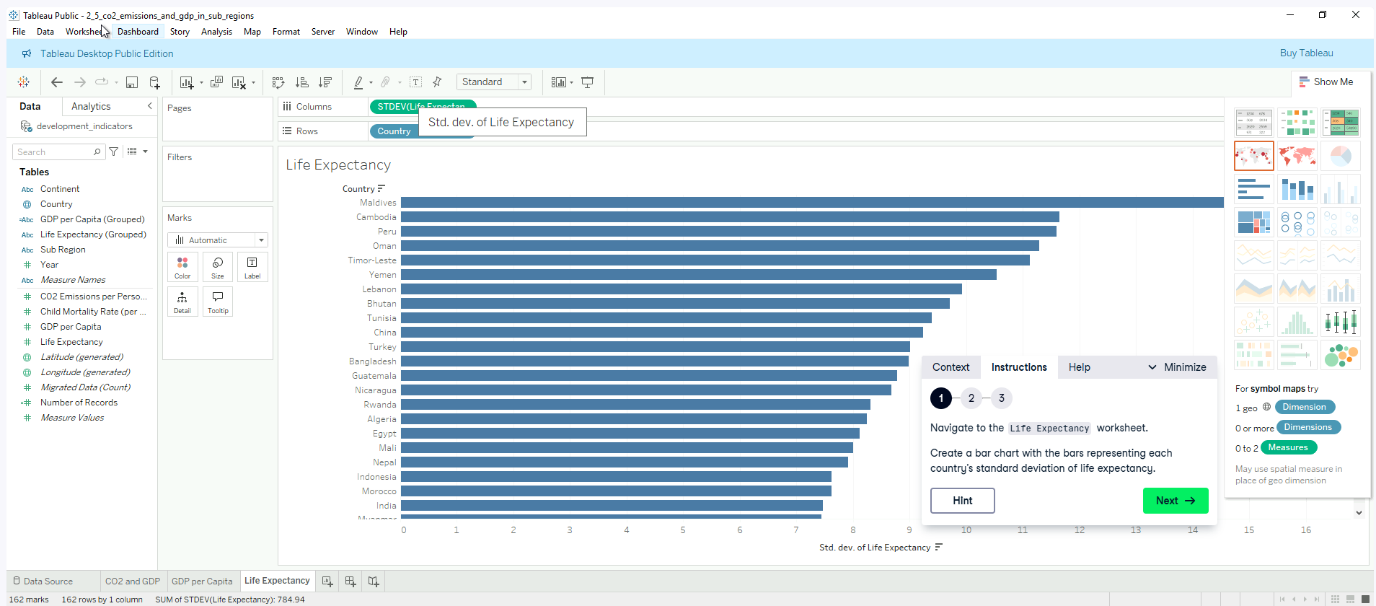 Tableau Public - 2_5_co2_emissions_and_gdp_in_sub_regions
File Data Worksheet Dashboard Story Analysis Map Format Server Window Help
Tableau Desktop Public Edition
Buy Tableau
Standard
Show Me
Data
Analytics
development_indicators
Search
Tables
Abc Continent
Country
Abc GDP per Capita (Grouped)
Abc Life Expectancy (Grouped)
Abc Sub Region
# Year
Abc Measure Names
# CO2 Emissions per Perso...
# Child Mortality Rate (per ...
# GDP per Capita
# Life Expectancy
Latitude (generated)
Longitude (generated)
# Migrated Data (Count)
# Number of Records
# Measure Values
Pages
Filters
Marks
Automatic
Color Size Label
Detail Tooltip
Columns
STDEV(Life Expectan..
Rows
Country
Std. dev. of Life Expectancy
Life Expectancy
Country
Maldives
Cambodia
Peru
Oman
Timor-Leste
Yemen
Lebanon
Bhutan
Tunisia
China
Turkey
Bangladesh
Guatemala
Nicaragua
Rwanda
Algeria
Egypt
Mali
Nepal
Indonesia
Morocco
India
Myanmar
0 1 2 3 4 5 6 7 8 9 10 11 12 13 14 15 16
Std. dev. of Life Expectancy
Context
Instructions
Help
Minimize
1 2 3
Navigate to the Life Expectancy worksheet.
Create a bar chart with the bars representing each
country's standard deviation of life expectancy.
Hint
Next
For symbol maps try
1 geo Dimension
0 or more Dimensions
0 to 2 Measures
May use spatial measure in
place of geo dimension
Data Source
CO2 and GDP
GDP per Capita
Life Expectancy
162 marks 162 rows by 1 column SUM of STDEV(Life Expectancy): 784.94